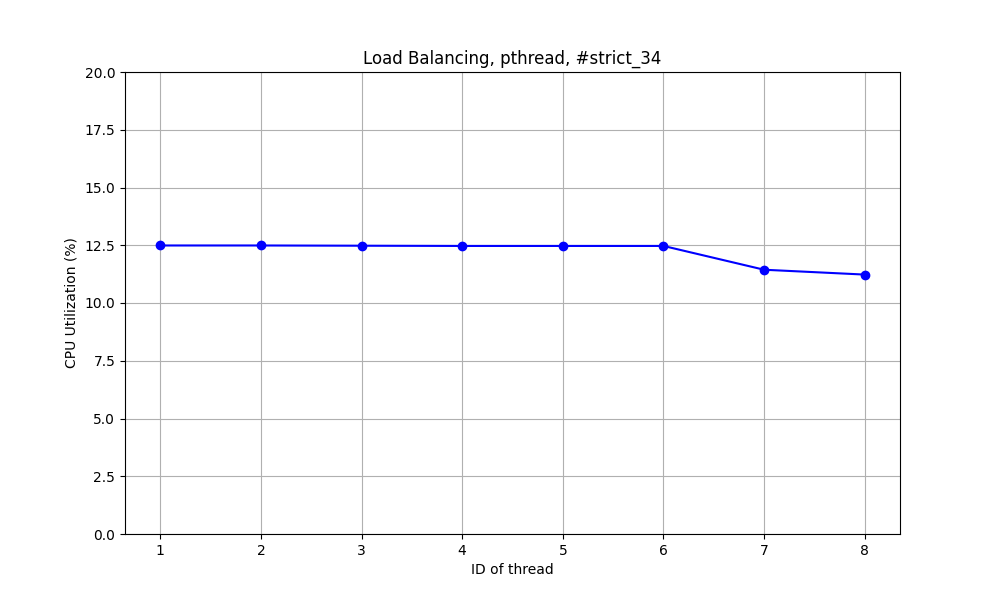 Load Balancing, pthread, #strict_34
20.0
17.5
15.0
12.5
10.0
7.5
5.0
2.5
0.0
CPU Utilization (%)
1 2 3 4 5 6 7 8
ID of thread